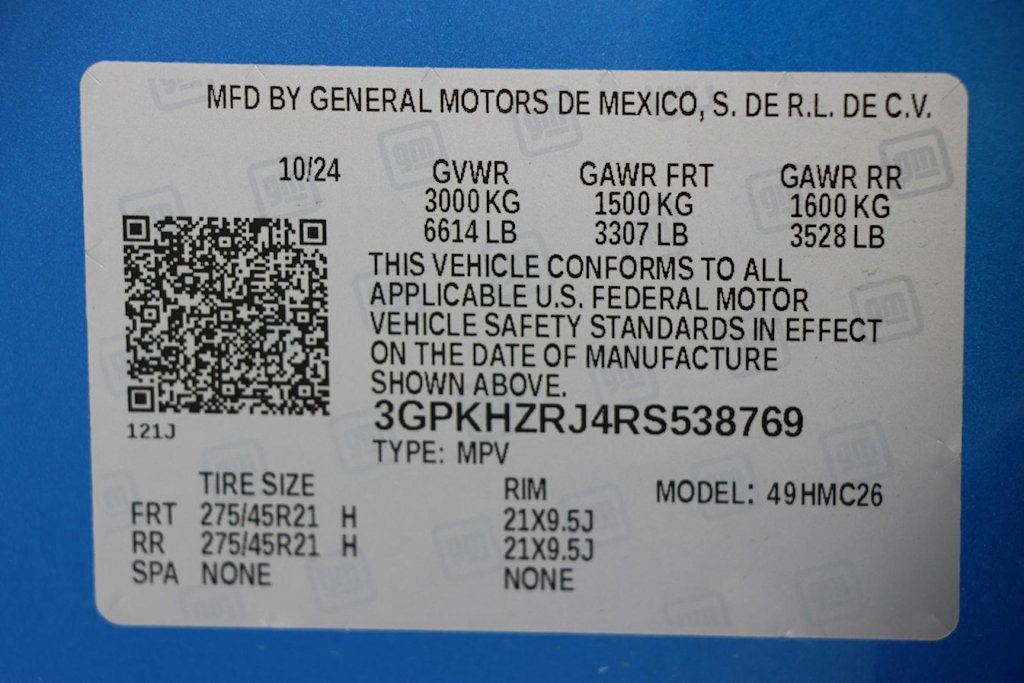 MFD BY GENERAL MOTORS DE MEXICO, S. DE R.L. DE C.V.
10/24 GVWR GAWR FRT GAWR RR
3000 KG 1500 KG 1600 KG
6614 LB 3307 LB 3528 LB
THIS VEHICLE CONFORMS TO ALL
APPLICABLE U.S. FEDERAL MOTOR
VEHICLE SAFETY STANDARDS IN EFFECT
ON THE DATE OF MANUFACTURE
SHOWN ABOVE.
3GPKHZRJ4RS538769
121J
TYPE: MPV
TIRE SIZE RIM MODEL: 49HMC26
FRT 275/45R21 H 21X9.5J
RR 275/45R21 H 21X9.5J
SPA NONE NONE